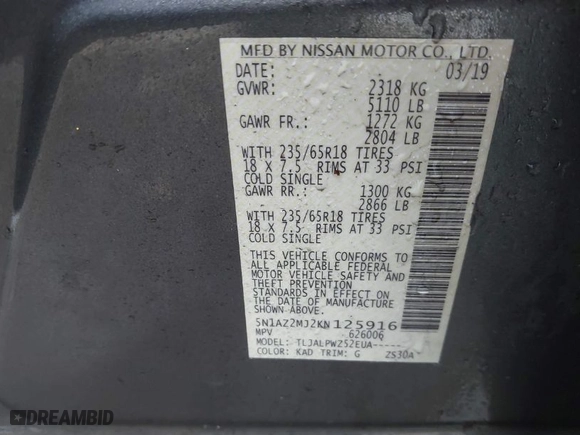 MFD BY NISSAN MOTOR CO., LTD.
DATE: 03/19
GVWR: 2318 KG
5110 LB
GAWR FR.: 1272 KG
2804 LB
WITH 235/65R18 TIRES
18 X 7.5 RIMS AT 33 PSI
COLD SINGLE
GAWR RR.: 1300 KG
2866 LB
WITH 235/65R18 TIRES
18 X 7.5 RIMS AT 33 PSI
COLD SINGLE
THIS VEHICLE CONFORMS TO
ALL APPLICABLE FEDERAL
MOTOR VEHICLE SAFETY AND
THEFT PREVENTION
STANDARDS IN EFFECT ON
THE DATE OF MANUFACTURE
SHOWN ABOVE.
5N1AZ2MJ2KN125916
MPV 626006
MODEL: TLJALPWZ52EUA-----
COLOR: KAD TRIM: G ZS30A
DREAMBID